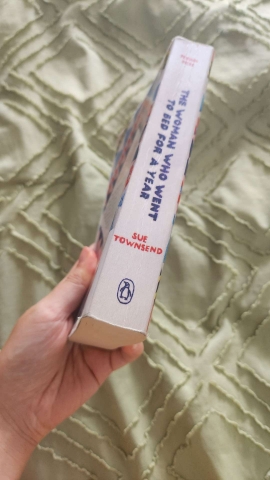 THE WOMAN WHO WENT
TO BED FOR A YEAR
SUE
TOWNSEND